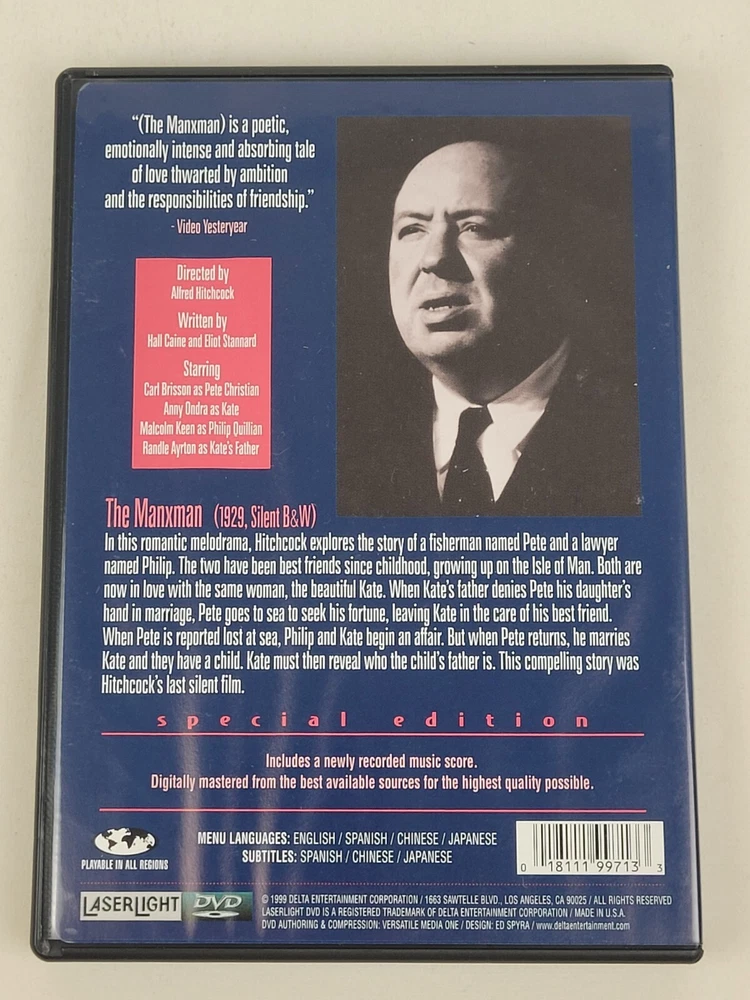 “(The Manxman) is a poetic,
emotionally intense and absorbing tale
of love thwarted by ambition
and the responsibilities of friendship.”
- Video Yesteryear
Directed by
Alfred Hitchcock
Written by
Hall Caine and Eliot Stannard
Starring
Carl Brisson as Pete Christian
Anny Ondra as Kate
Malcolm Keen as Philip Quillian
Randle Ayrton as Kate's Father
The Manxman (1929, Silent B&W)
In this romantic melodrama, Hitchcock explores the story of a fisherman named Pete and a lawyer
named Philip. The two have been best friends since childhood, growing up on the Isle of Man. Both are
now in love with the same woman, the beautiful Kate. When Kate's father denies Pete his daughter's
hand in marriage, Pete goes to sea to seek his fortune, leaving Kate in the care of his best friend.
When Pete is reported lost at sea, Philip and Kate begin an affair. But when Pete returns, he marries
Kate and they have a child. Kate must then reveal who the child's father is. This compelling story was
Hitchcock's last silent film.
special edition
Includes a newly recorded music score.
Digitally mastered from the best available sources for the highest quality possible.
PLAYABLE IN ALL REGIONS
MENU LANGUAGES: ENGLISH / SPANISH / CHINESE / JAPANESE
SUBTITLES: SPANISH / CHINESE / JAPANESE
0 18111 99713 3
LASERLIGHT DVD
© 1999 DELTA ENTERTAINMENT CORPORATION / 1663 SAWTELLE BLVD., LOS ANGELES, CA 90025 / ALL RIGHTS RESERVED
LASERLIGHT DVD IS A REGISTERED TRADEMARK OF DELTA ENTERTAINMENT CORPORATION / MADE IN U.S.A.
DVD AUTHORING & COMPRESSION: VERSATILE MEDIA ONE / DESIGN: ED SPYRA / www.deltaentertainment.com